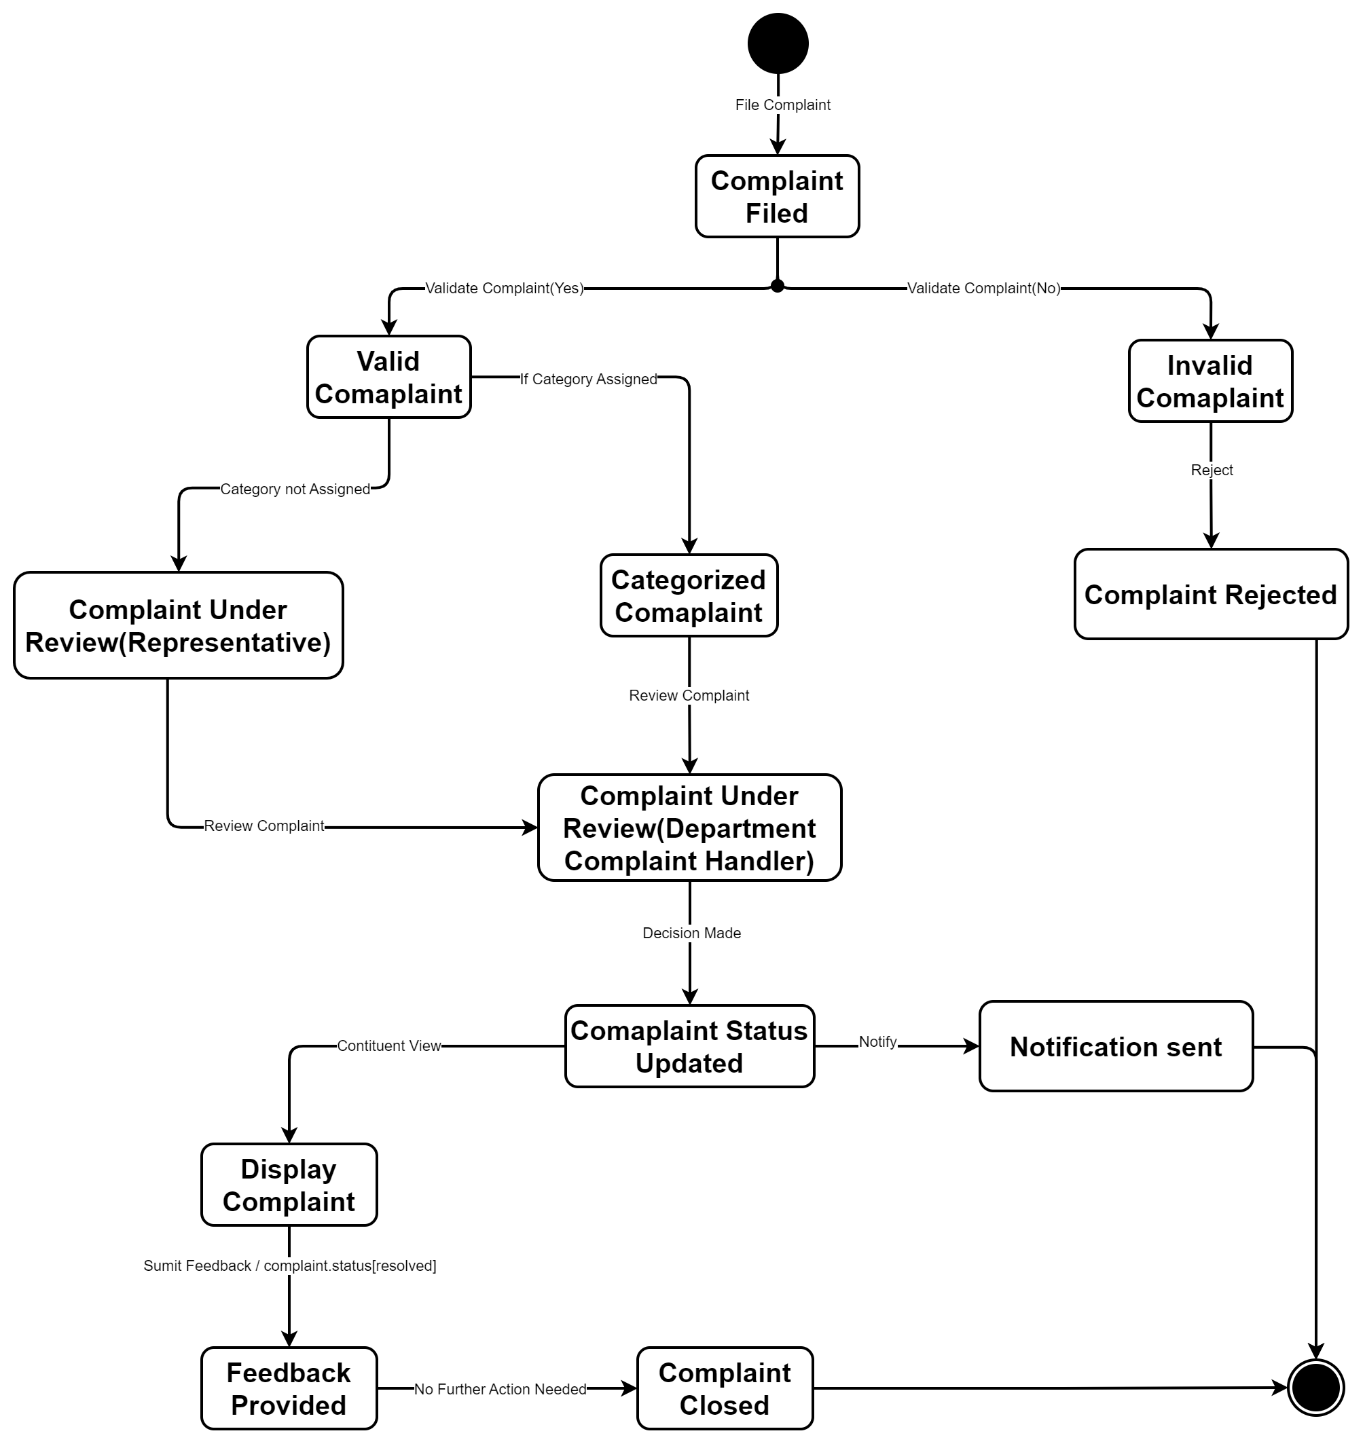 File Complaint
Complaint
Filed
Validate Complaint(Yes)
Validate Complaint(No)
Valid
Comaplaint
If Category Assigned
Invalid
Comaplaint
Reject
Category not Assigned
Complaint Under
Review(Representative)
Categorized
Comaplaint
Complaint Rejected
Review Complaint
Review Complaint
Complaint Under
Review(Department
Complaint Handler)
Decision Made
Comaplaint Status
Updated
Contituent View
Notify
Notification sent
Display
Complaint
Sumit Feedback / complaint.status[resolved]
Feedback
Provided
No Further Action Needed
Complaint
Closed